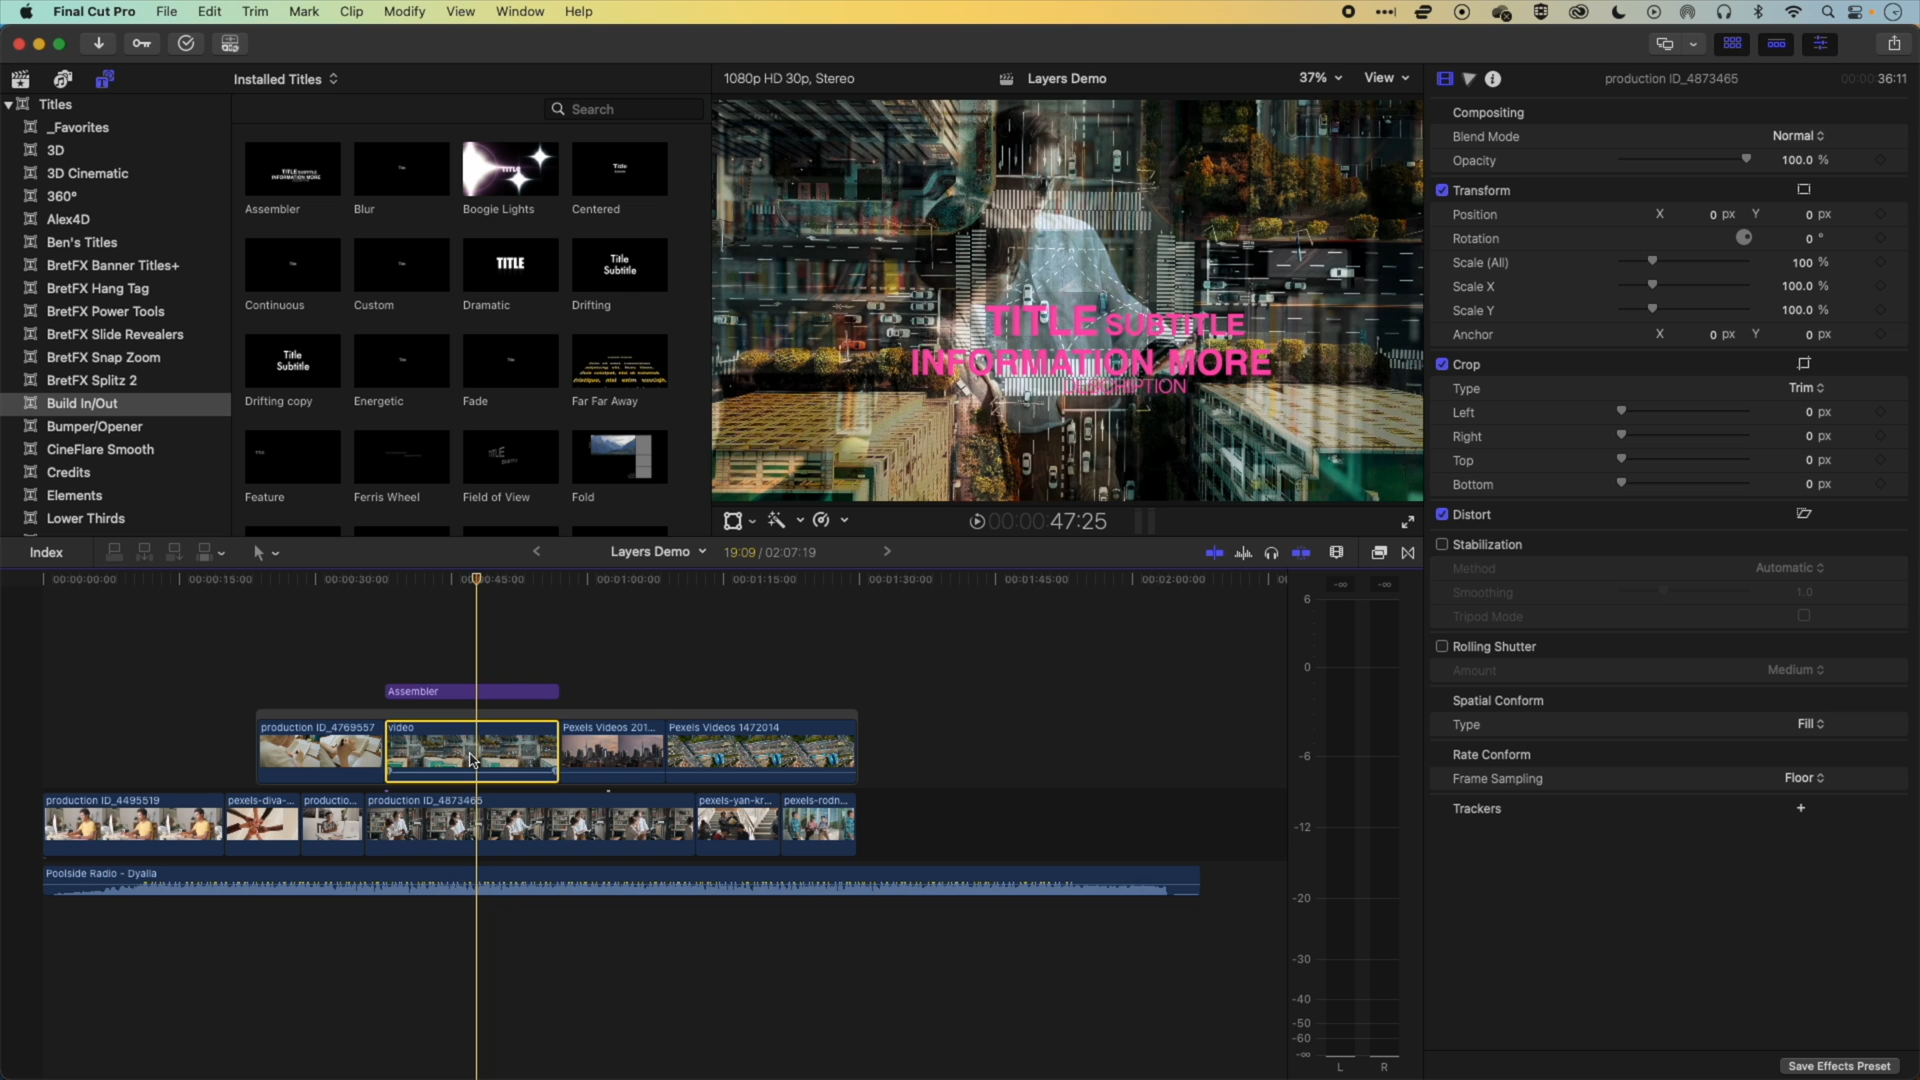 Final Cut Pro File Edit Trim Mark Clip Modify View Window Help
Installed Titles
1080p HD 30p, Stereo
Layers Demo
37%
View
production ID_4873465
00:00:36:11
Titles
_Favorites
3D
3D Cinematic
360°
Alex4D
Ben's Titles
BretFX Banner Titles+
BretFX Hang Tag
BretFX Power Tools
BretFX Slide Revealers
BretFX Snap Zoom
BretFX Splitz 2
Build In/Out
Bumper/Opener
CineFlare Smooth
Credits
Elements
Lower Thirds
Search
Assembler
Blur
Boogie Lights
Centered
TITLE
Title
Subtitle
Continuous
Custom
Dramatic
Drifting
Title
Subtitle
Drifting copy
Energetic
Fade
Far Far Away
Feature
Ferris Wheel
Field of View
Fold
TITLE SUBTITLE
INFORMATION MORE
DESCRIPTION
00:00:47:25
Compositing
Blend Mode Normal
Opacity 100.0 %
Transform
Position X 0 px Y 0 px
Rotation 0 °
Scale (All) 100 %
Scale X 100.0 %
Scale Y 100.0 %
Anchor X 0 px Y 0 px
Crop
Type Trim
Left 0 px
Right 0 px
Top 0 px
Bottom 0 px
Distort
Stabilization
Method Automatic
Smoothing 1.0
Tripod Mode
Rolling Shutter
Amount Medium
Spatial Conform
Type Fill
Rate Conform
Frame Sampling Floor
Trackers +
Save Effects Preset
Index
Layers Demo
19:09 / 02:07:19
00:00:00:00
00:00:15:00
00:00:30:00
00:00:45:00
00:01:00:00
00:01:15:00
00:01:30:00
00:01:45:00
00:02:00:00
Assembler
production ID_4769557
video
Pexels Videos 201...
Pexels Videos 1472014
production ID_4495519
pexels-diva-...
productio...
production ID_4873465
pexels-yan-kr...
pexels-rodn...
Poolside Radio - Dyalla
-∞ -∞
6
0
-6
-12
-20
-30
-40
-50
-60
-∞
L R